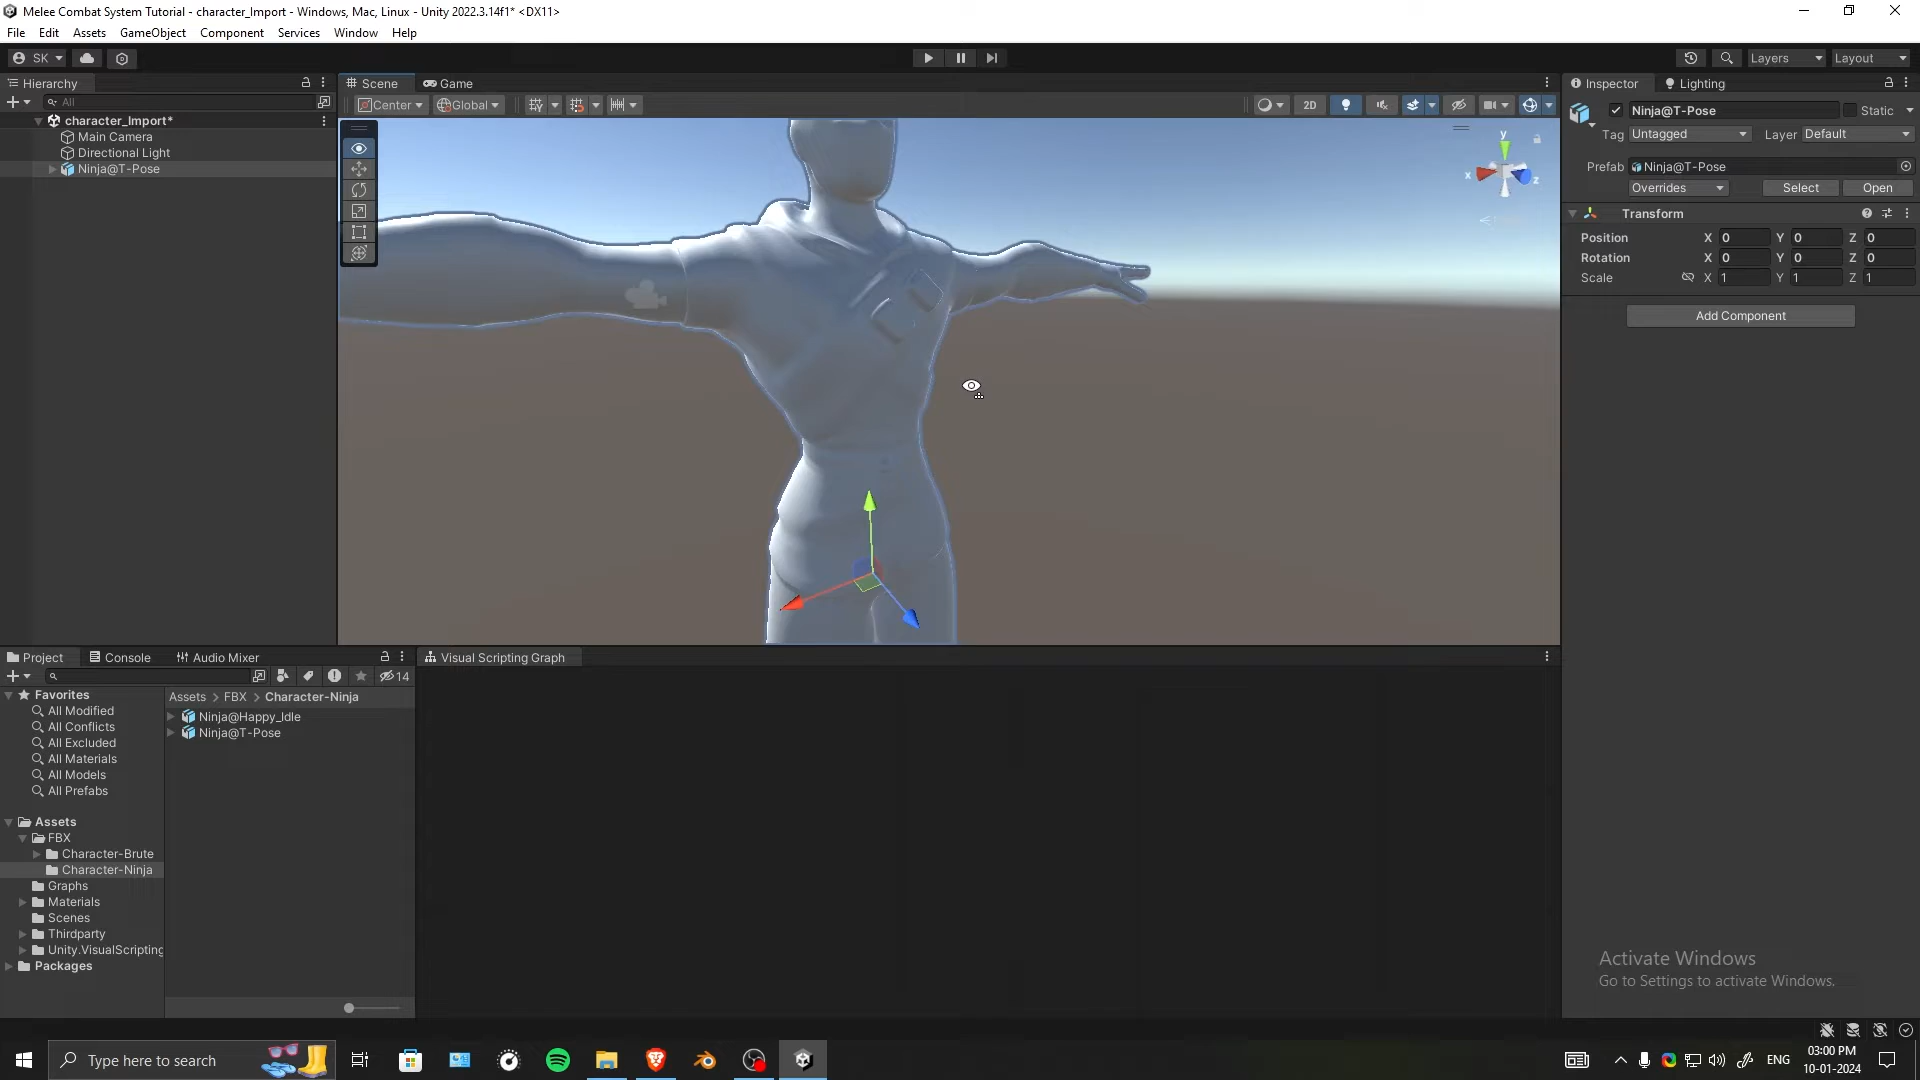 Melee Combat System Tutorial - character_Import - Windows, Mac, Linux - Unity 2022.3.14f1* <DX11>
File Edit Assets GameObject Component Services Window Help
SK Layers Layout
Hierarchy
All
character_Import*
Main Camera
Directional Light
Ninja@T-Pose
Scene Game
Center Global 2D
y
x
z
Inspector Lighting
Ninja@T-Pose Static
Tag Untagged Layer Default
Prefab Ninja@T-Pose
Overrides Select Open
Transform
Position X 0 Y 0 Z 0
Rotation X 0 Y 0 Z 0
Scale X 1 Y 1 Z 1
Add Component
Project Console Audio Mixer
14
Favorites
All Modified
All Conflicts
All Excluded
All Materials
All Models
All Prefabs
Assets
FBX
Character-Brute
Character-Ninja
Graphs
Materials
Scenes
Thirdparty
Unity.VisualScripting
Packages
Assets > FBX > Character-Ninja
Ninja@Happy_Idle
Ninja@T-Pose
Visual Scripting Graph
Activate Windows
Go to Settings to activate Windows.
Type here to search
ENG
03:00 PM
10-01-2024